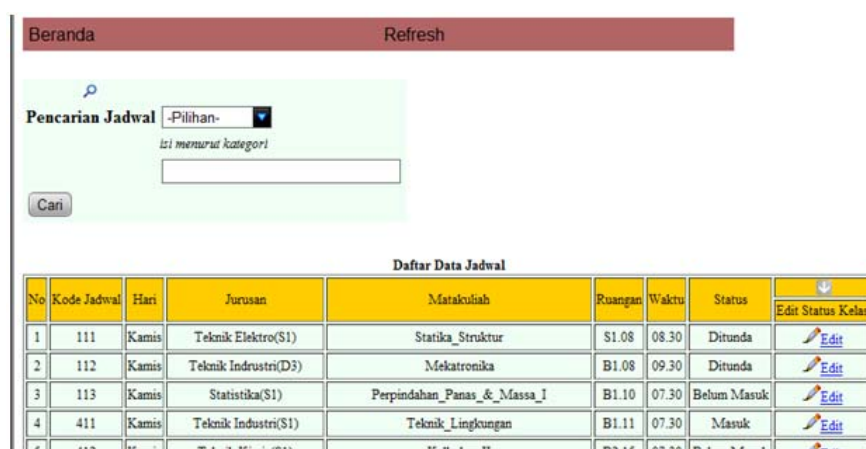 Beranda Refresh
Pencarian Jadwal -Pilihan-
isi menurut kategori
Cari
Daftar Data Jadwal
No Kode Jadwal Hari Jurusan Matakuliah Ruangan Waktu Status Edit Status Kelas
1 111 Kamis Teknik Elektro(S1) Statika_Struktur S1.08 08.30 Ditunda Edit
2 112 Kamis Teknik Indrustri(D3) Mekatronika B1.08 09.30 Ditunda Edit
3 113 Kamis Statistika(S1) Perpindahan_Panas_&_Massa_I B1.10 07.30 Belum Masuk Edit
4 411 Kamis Teknik Industri(S1) Teknik_Lingkungan B1.11 07.30 Masuk Edit